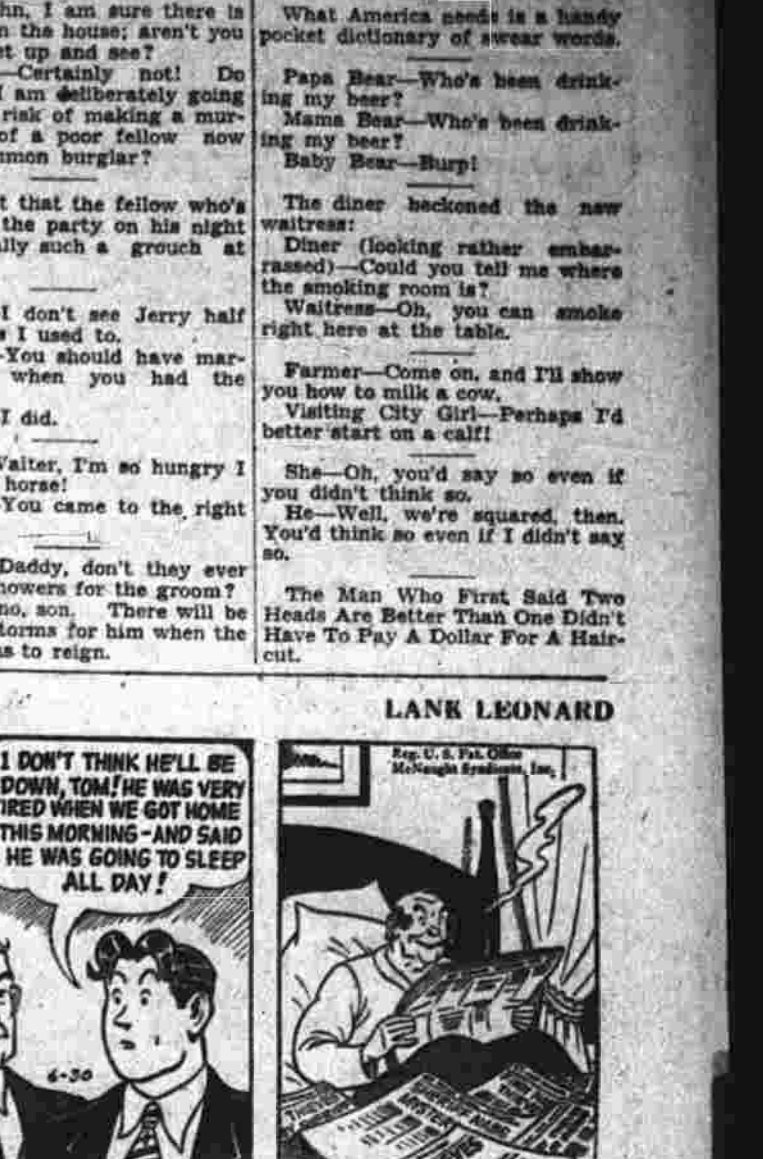 hn, I am sure there is
n the house; aren't you
et up and see?
—Certainly not! Do
I am deliberately going
risk of making a mur-
of a poor fellow now
mmon burglar?
t that the fellow who's
the party on his night
lly such a grouch at
I don't see Jerry half
s I used to.
-You should have mar-
when you had the
I did.
Waiter, I'm so hungry I
horse!
You came to the right
Daddy, don't they ever
howers for the groom?
no, son. There will be
torms for him when the
ns to reign.
What America needs is a handy
pocket dictionary of swear words.
Papa Bear—Who's been drink-
ing my beer?
Mama Bear—Who's been drink-
ing my beer?
Baby Bear—Burp!
The diner beckoned the new
waitress:
Diner (looking rather embar-
rassed)—Could you tell me where
the smoking room is?
Waitress—Oh, you can smoke
right here at the table.
Farmer—Come on, and I'll show
you how to milk a cow.
Visiting City Girl—Perhaps I'd
better start on a calf!
She—Oh, you'd say so even if
you didn't think so.
He—Well, we're squared, then.
You'd think so even if I didn't say
so.
The Man Who First Said Two
Heads Are Better Than One Didn't
Have To Pay A Dollar For A Hair-
cut.
LANK LEONARD
I DON'T THINK HE'LL BE
DOWN, TOM! HE WAS VERY
IRED WHEN WE GOT HOME
THIS MORNING - AND SAID
HE WAS GOING TO SLEEP
ALL DAY!
6-30
Reg. U. S. Pat. Office
McNaught Syndicate, Inc.